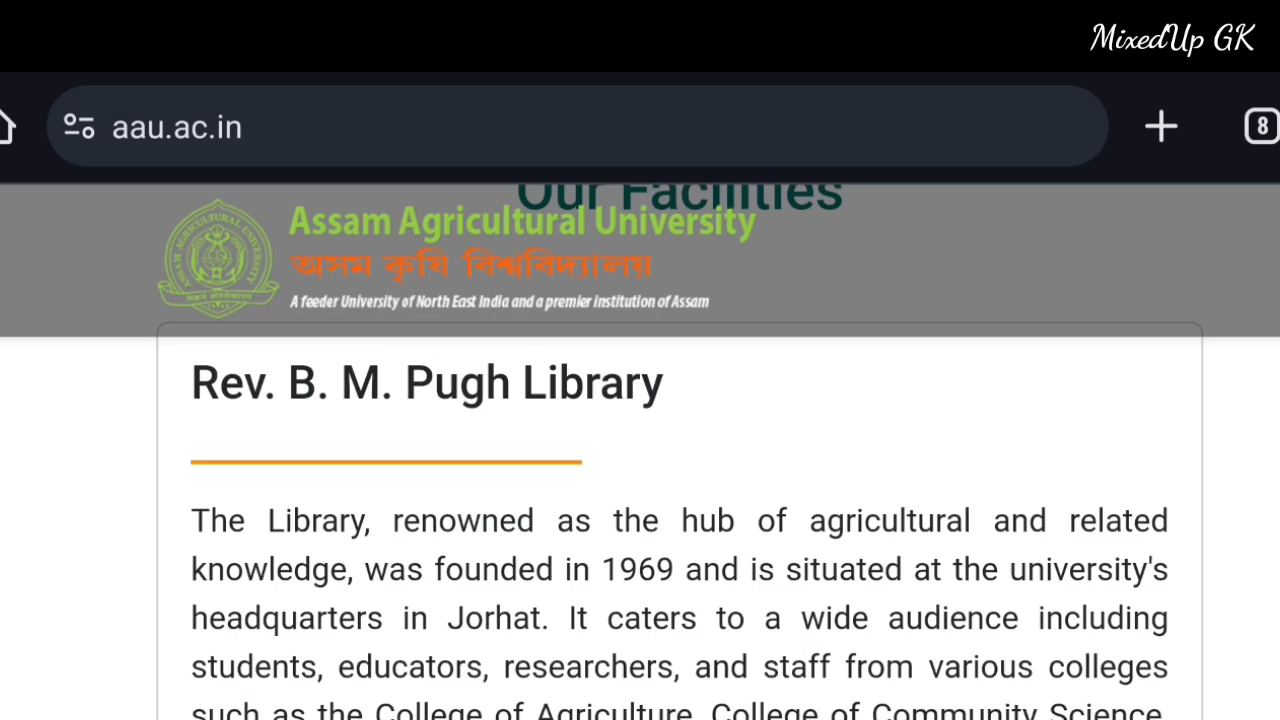 MixedUp GK
aau.ac.in
8
Our Facilities
Assam Agricultural University
অসম কৃষি বিশ্ববিদ্যালয়
A feeder University of North East India and a premier institution of Assam
ASSAM AGRICULTURAL UNIVERSITY
Rev. B. M. Pugh Library
The Library, renowned as the hub of agricultural and related
knowledge, was founded in 1969 and is situated at the university's
headquarters in Jorhat. It caters to a wide audience including
students, educators, researchers, and staff from various colleges
such as the College of Agriculture, College of Community Science,